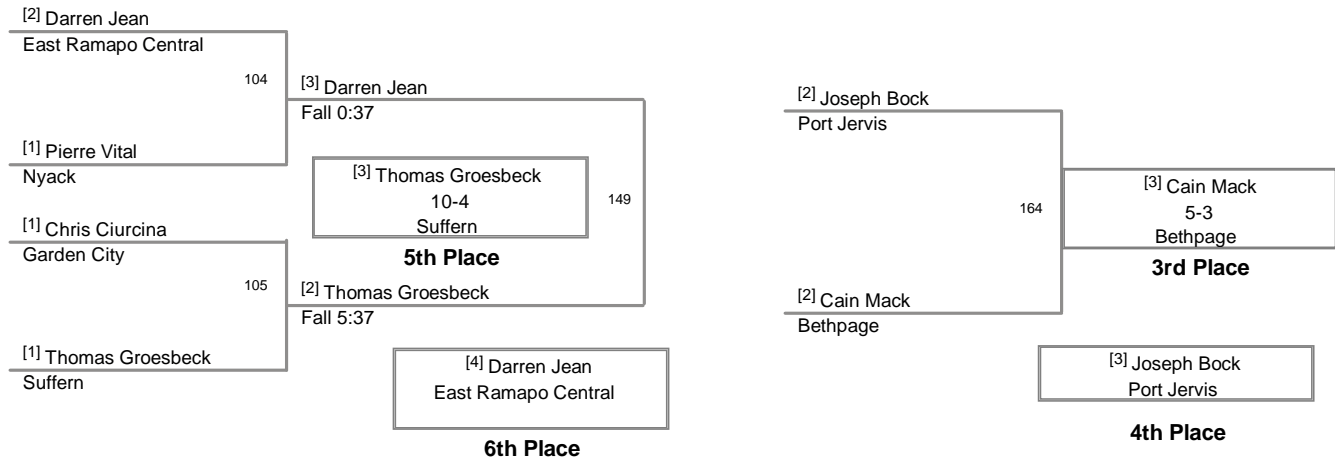 [2] Darren Jean
East Ramapo Central
104
[3] Darren Jean
Fall 0:37
[1] Pierre Vital
Nyack
[3] Thomas Groesbeck
10-4
Suffern
5th Place
149
[1] Chris Ciurcina
Garden City
105
[2] Thomas Groesbeck
Fall 5:37
[1] Thomas Groesbeck
Suffern
[4] Darren Jean
East Ramapo Central
6th Place
[2] Joseph Bock
Port Jervis
164
[3] Cain Mack
5-3
Bethpage
3rd Place
[2] Cain Mack
Bethpage
[3] Joseph Bock
Port Jervis
4th Place